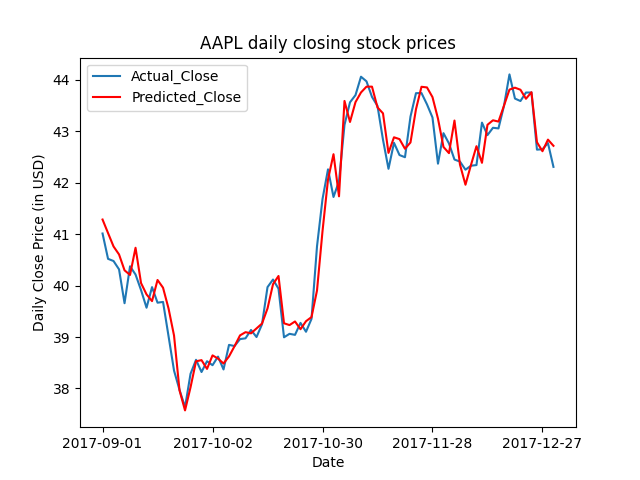 AAPL daily closing stock prices
Actual_Close
Predicted_Close
44
43
42
41
40
39
38
Daily Close Price (in USD)
2017-09-01 2017-10-02 2017-10-30 2017-11-28 2017-12-27
Date